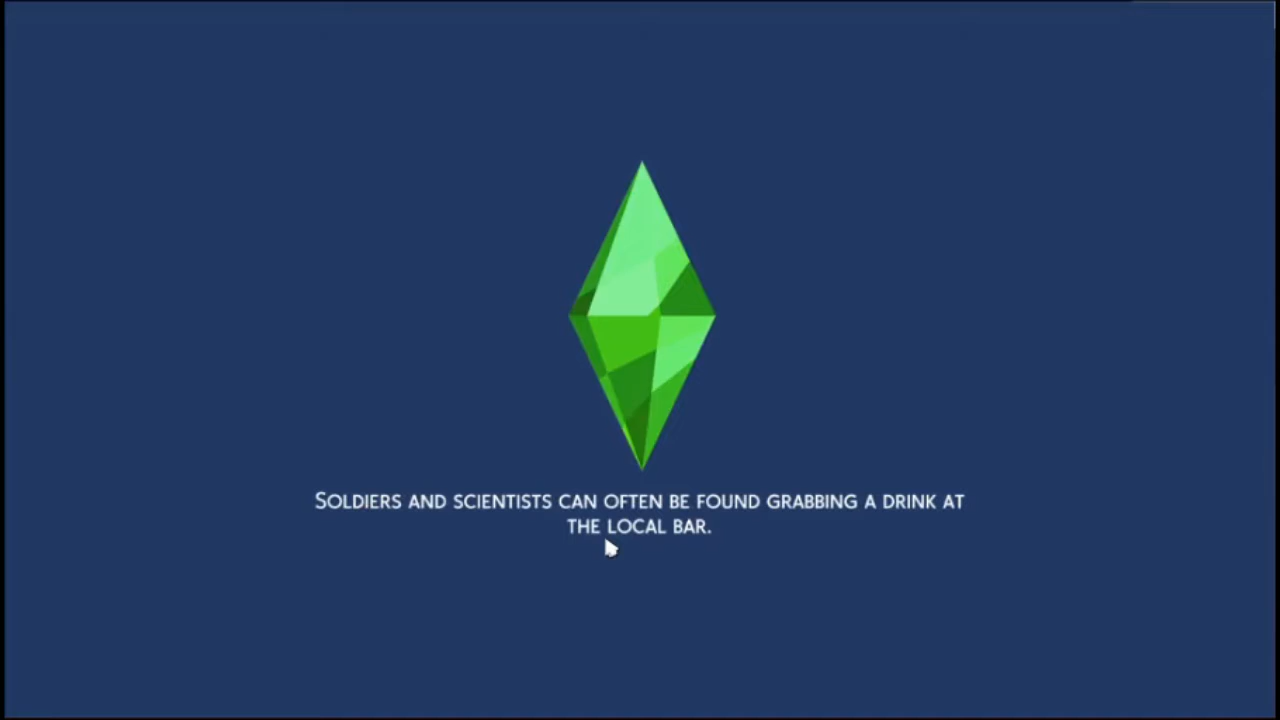 Soldiers and scientists can often be found grabbing a drink at
the local bar.